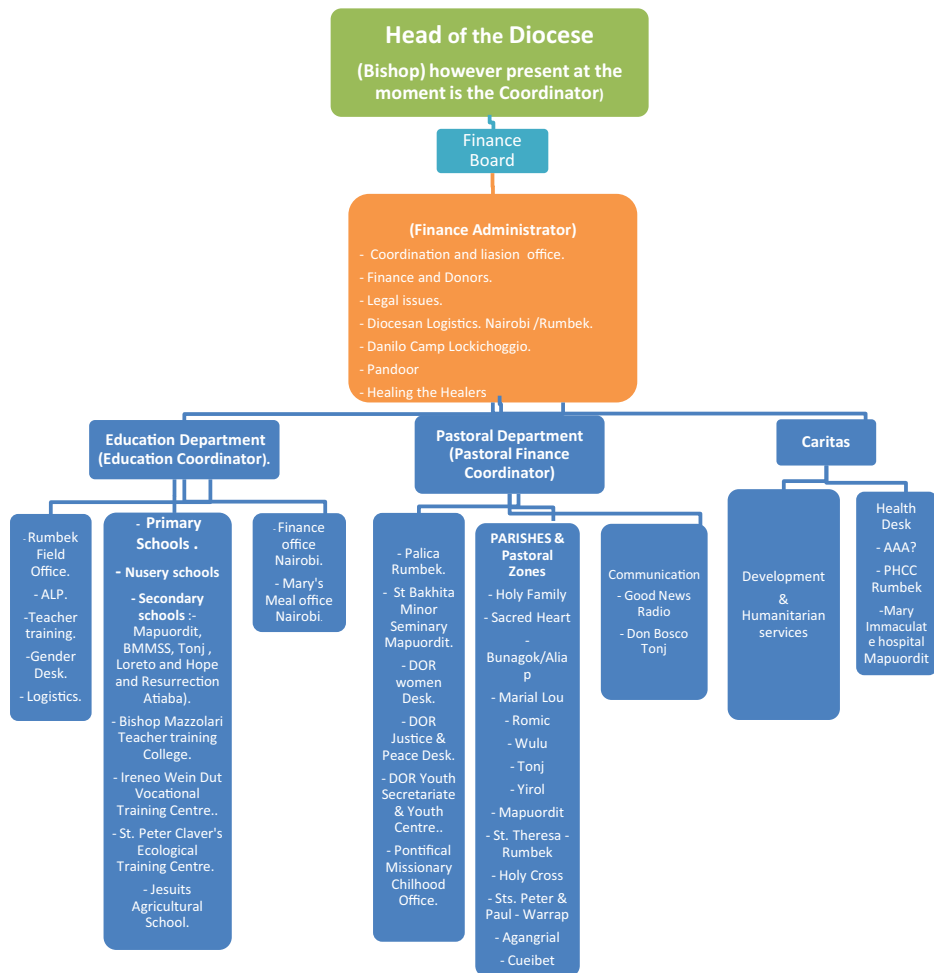 Head of the Diocese
(Bishop) however present at the
moment is the Coordinator)
Finance
Board
(Finance Administrator)
- Coordination and liasion office.
- Finance and Donors.
- Legal issues.
- Diocesan Logistics. Nairobi /Rumbek.
- Danilo Camp Lockichoggio.
- Pandoor
- Healing the Healers
Education Department
(Education Coordinator).
Pastoral Department
(Pastoral Finance
Coordinator)
Caritas
- Rumbek
Field
Office.
- ALP.
-Teacher
training.
-Gender
Desk.
- Logistics.
- Primary
Schools .
- Nusery schools
- Secondary
schools :-
Mapuordit,
BMMSS, Tonj ,
Loreto and Hope
and Resurrection
Atiaba).
- Bishop Mazzolari
Teacher training
College.
- Ireneo Wein Dut
Vocational
Training Centre..
- St. Peter Claver's
Ecological
Training Centre.
- Jesuits
Agricultural
School.
-Finance
office
Nairobi.
- Mary's
Meal office
Nairobi.
- Palica
Rumbek.
- St Bakhita
Minor
Seminary
Mapuordit.
- DOR
women
Desk.
- DOR
Justice &
Peace Desk.
- DOR Youth
Secretariate
& Youth
Centre..
- Pontifical
Missionary
Chilhood
Office.
PARISHES &
Pastoral
Zones
- Holy Family
- Sacred Heart
-
Bunagok/Alia
p
- Marial Lou
- Romic
- Wulu
- Tonj
- Yirol
- Mapuordit
- St. Theresa -
Rumbek
- Holy Cross
- Sts. Peter &
Paul - Warrap
- Agangrial
- Cueibet
Communication
- Good News
Radio
- Don Bosco
Tonj
Development
&
Humanitarian
services
Health
Desk
- AAA?
- PHCC
Rumbek
-Mary
Immaculat
e hospital
Mapuordit